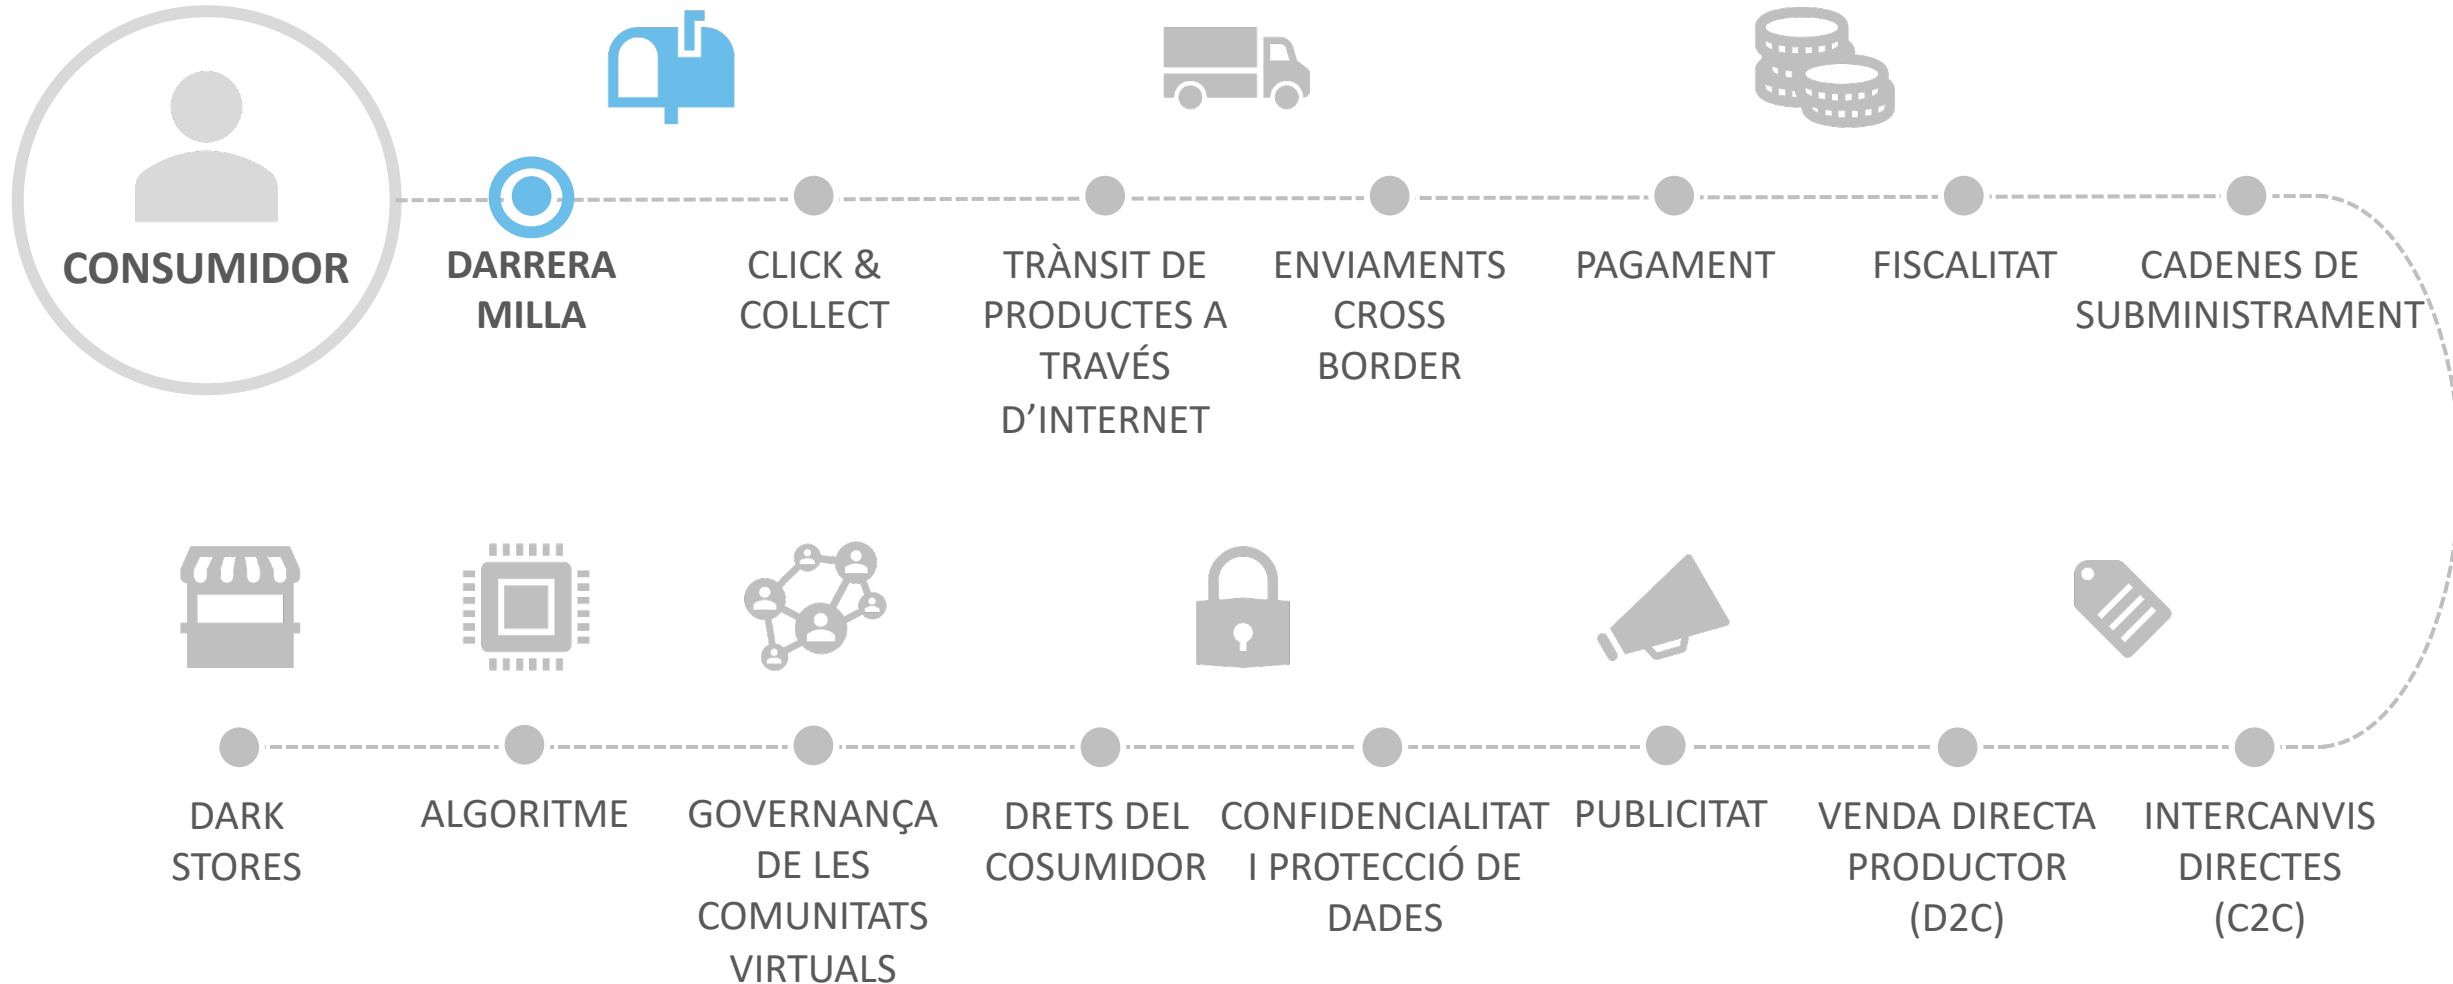 CONSUMIDOR
DARRERA
MILLA
CLICK &
COLLECT
TRÀNSIT DE
PRODUCTES A
TRAVÉS
D’INTERNET
ENVIAMENTS
CROSS
BORDER
PAGAMENT
FISCALITAT
CADENES DE
SUBMINISTRAMENT
DARK
STORES
ALGORITME
GOVERNANÇA
DE LES
COMUNITATS
VIRTUALS
DRETS DEL
COSUMIDOR
CONFIDENCIALITAT
I PROTECCIÓ DE
DADES
PUBLICITAT
VENDA DIRECTA
PRODUCTOR
(D2C)
INTERCANVIS
DIRECTES
(C2C)